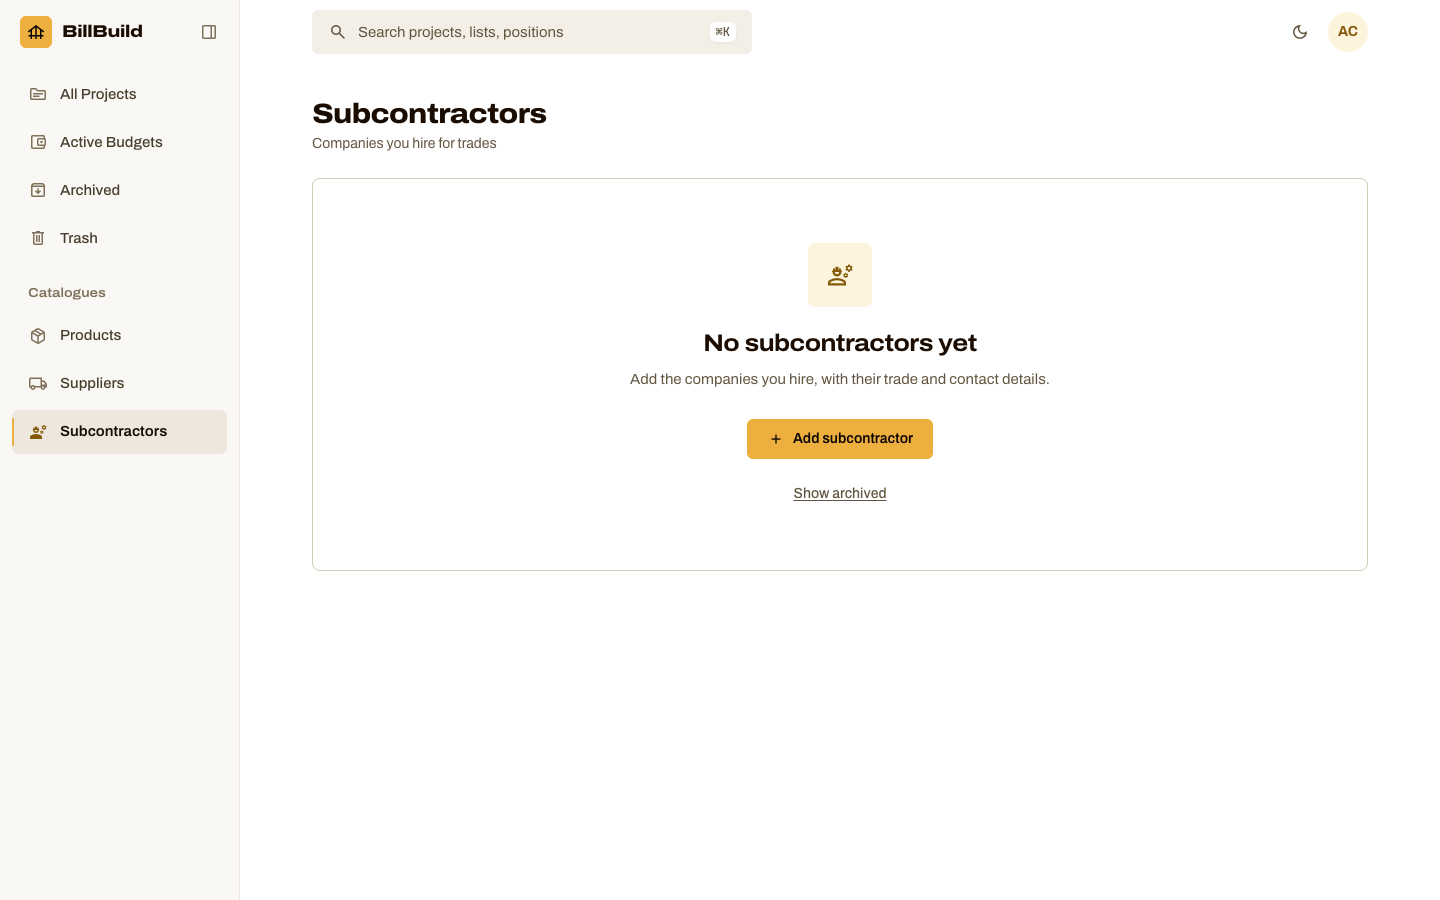 BillBuild
Search projects, lists, positions
⌘K
AC
All Projects
Active Budgets
Archived
Trash
Catalogues
Products
Suppliers
Subcontractors
Subcontractors
Companies you hire for trades
No subcontractors yet
Add the companies you hire, with their trade and contact details.
Add subcontractor
Show archived